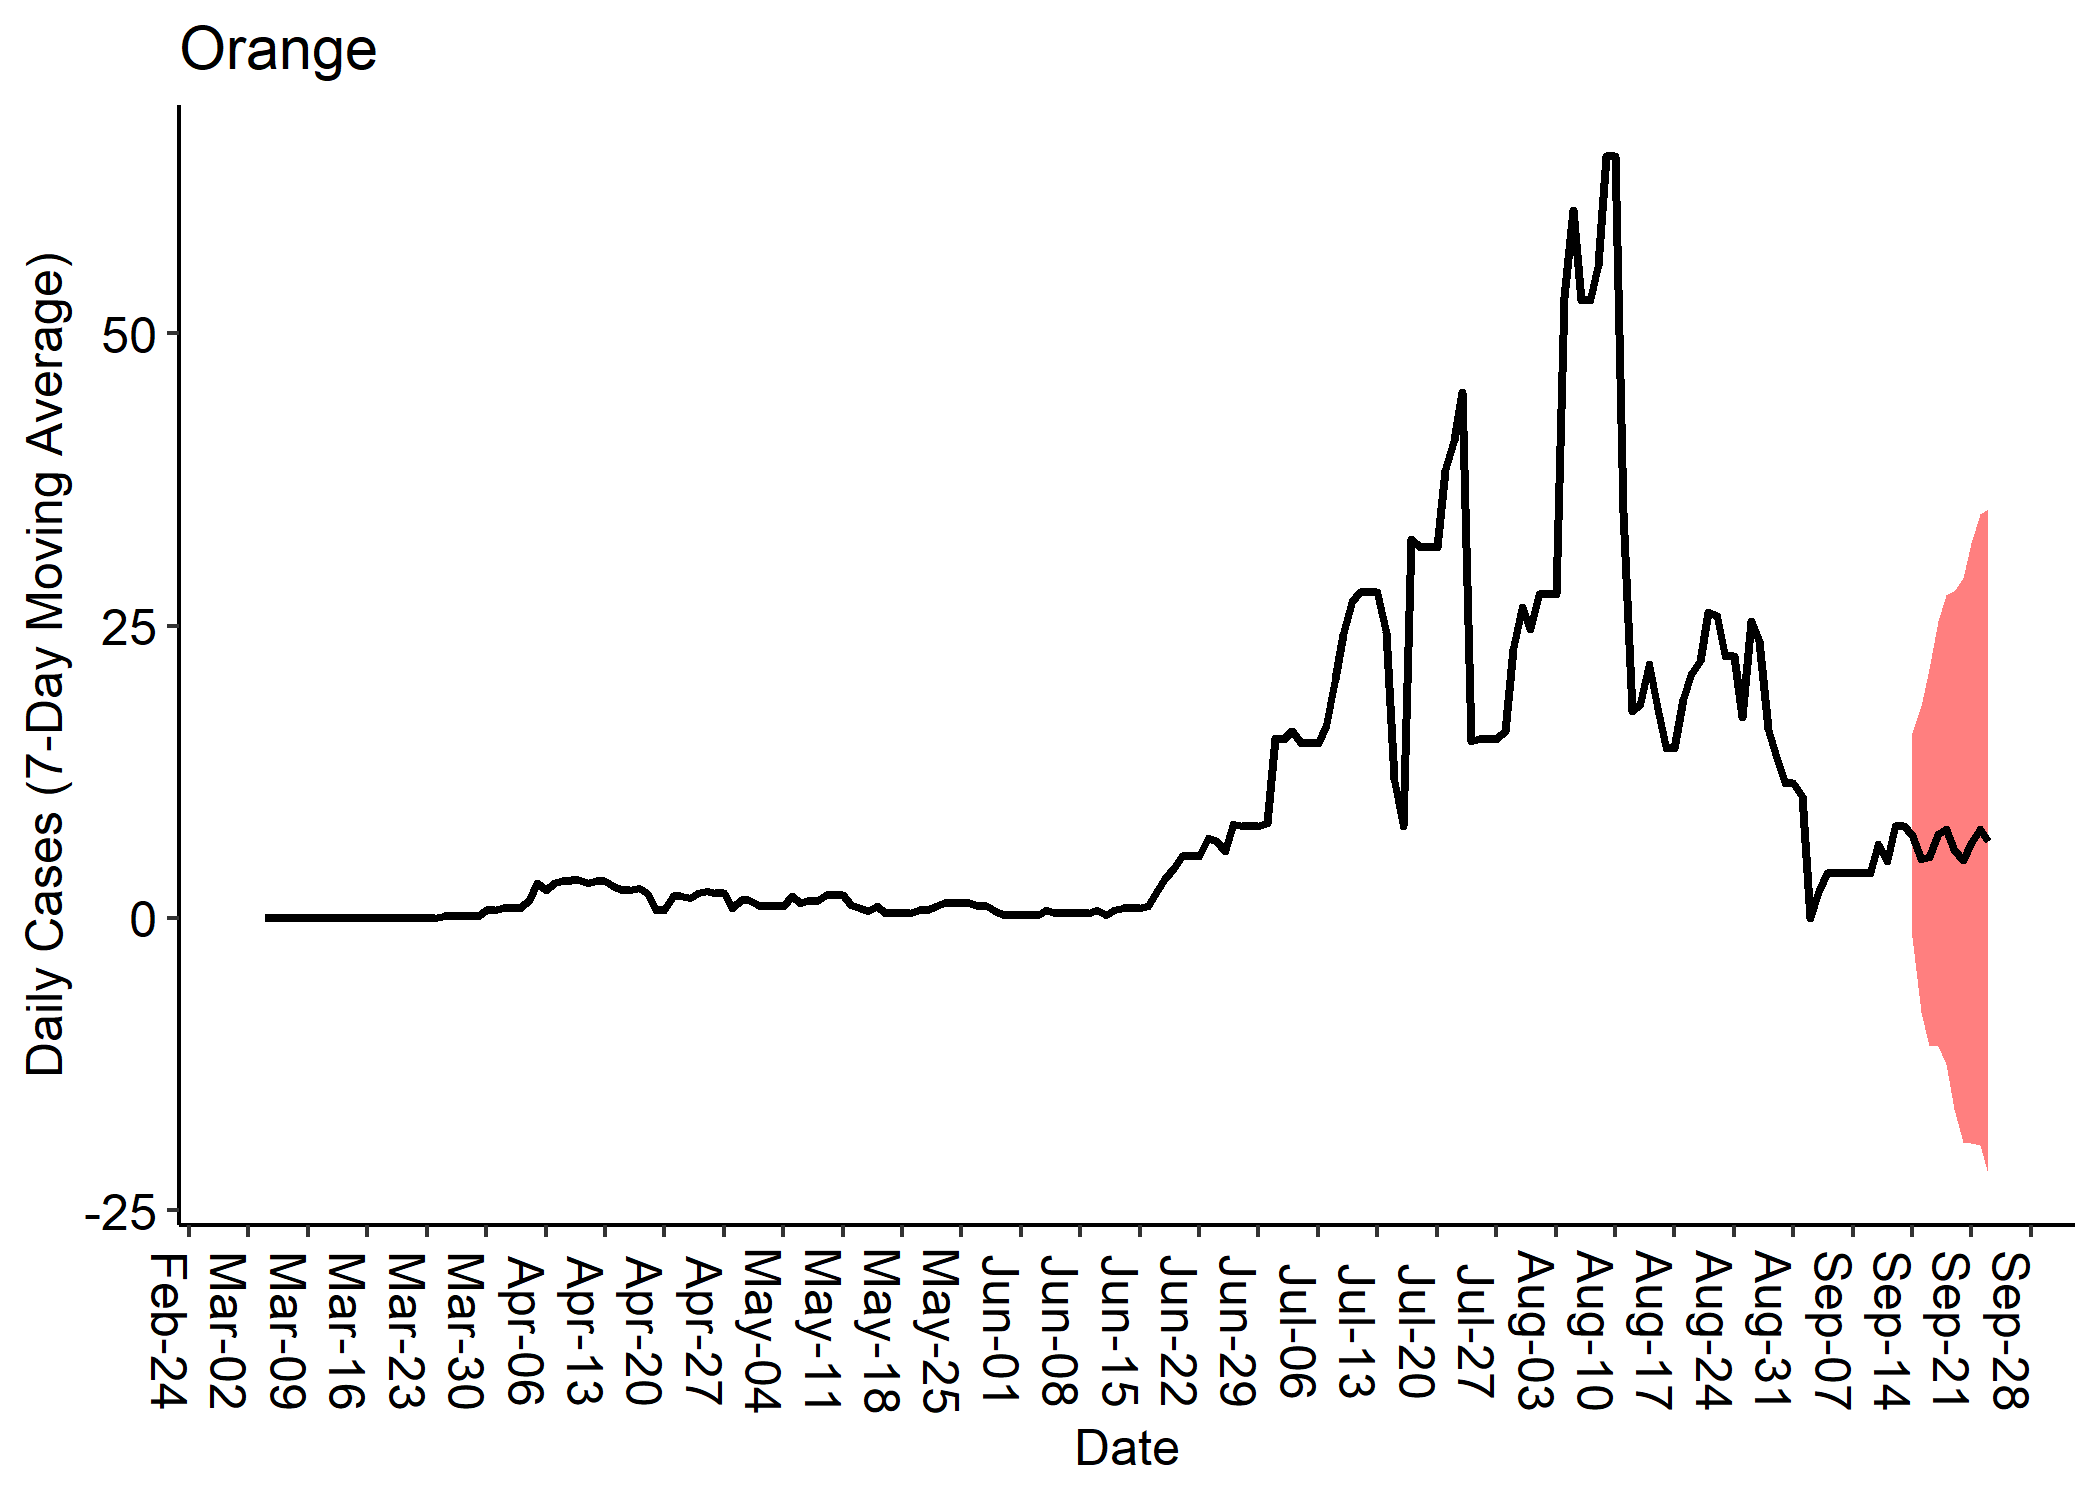 Orange
Daily Cases (7-Day Moving Average)
50
25
0
-25
Feb-24
Mar-02
Mar-09
Mar-16
Mar-23
Mar-30
Apr-06
Apr-13
Apr-20
Apr-27
May-04
May-11
May-18
May-25
Jun-01
Jun-08
Jun-15
Jun-22
Jun-29
Jul-06
Jul-13
Jul-20
Jul-27
Aug-03
Aug-10
Aug-17
Aug-24
Aug-31
Sep-07
Sep-14
Sep-21
Sep-28
Date